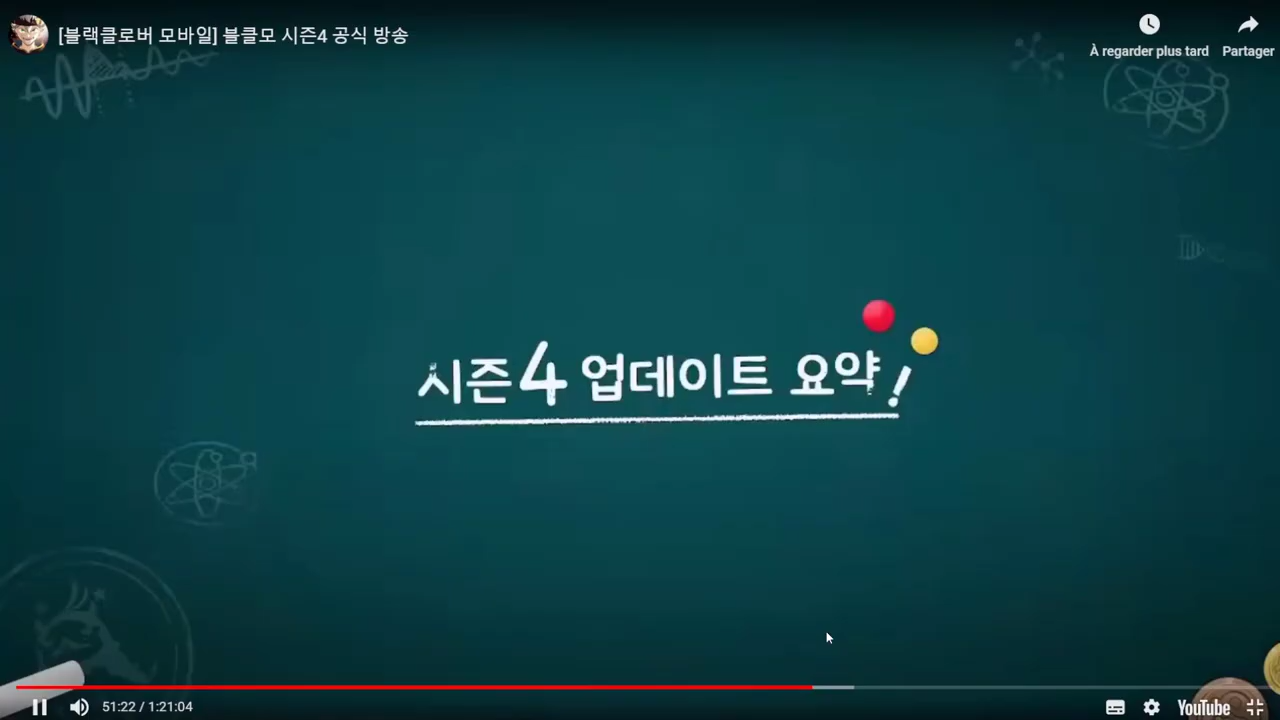 [블랙클로버 모바일] 블클모 시즌4 공식 방송
À regarder plus tard
Partager
시즌4 업데이트 요약!
51:22 / 1:21:04
YouTube